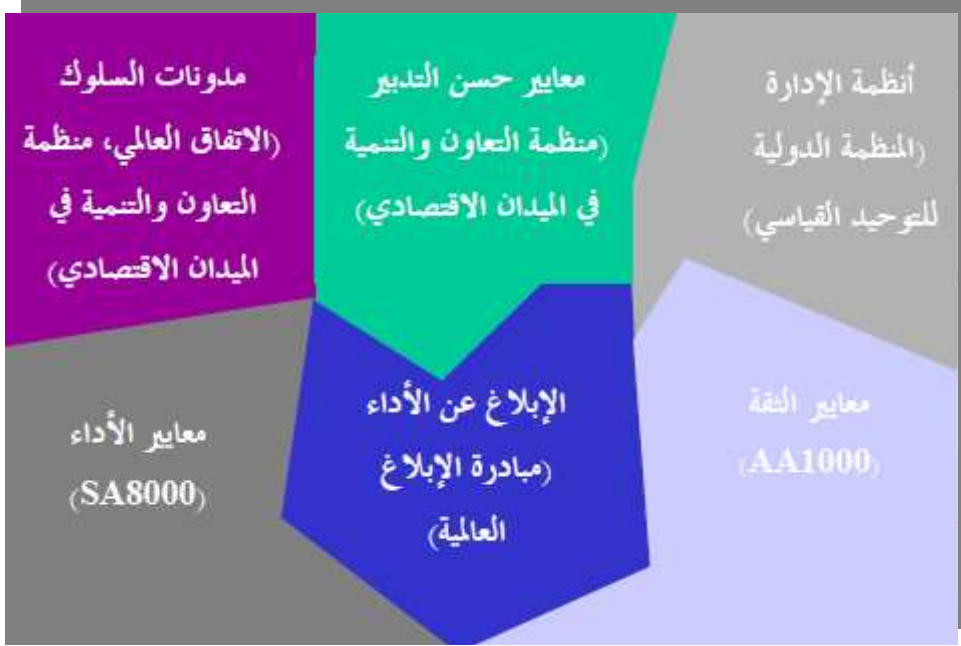 أنظمة الإدارة
(المنظمة الدولية
للتوحيد القياسي)
معايير حسن التدبير
(منظمة التعاون والتنمية
في الميدان الاقتصادي)
مدونات السلوك
(الاتفاق العالمي، منظمة
التعاون والتنمية في
الميدان الاقتصادي)
معايير الثقة
(AA1000)
الإبلاغ عن الأداء
(مبادرة الإبلاغ
العالمية)
معايير الأداء
(SA8000)